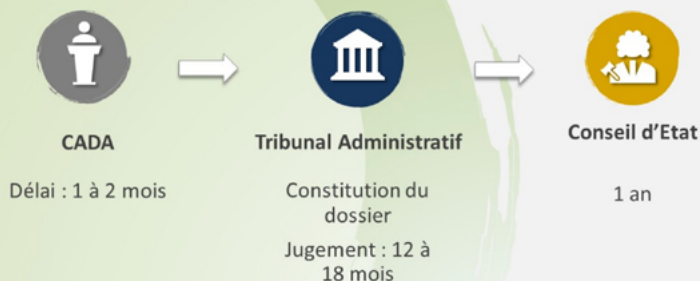 CADA
Délai : 1 à 2 mois
Tribunal Administratif
Constitution du
dossier
Jugement : 12 à
18 mois
Conseil d'Etat
1 an